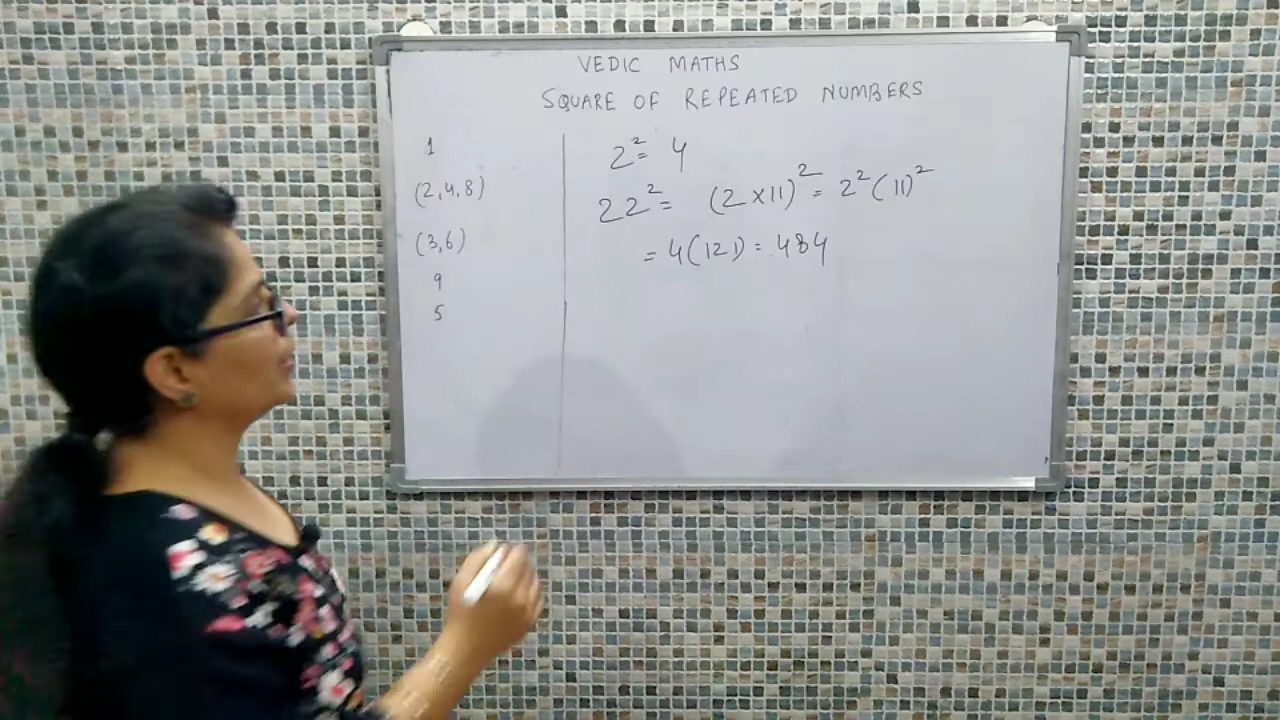 VEDIC MATHS
SQUARE OF REPEATED NUMBERS
1
(2,4,8)
(3,6)
9
5
2² = 4
22² = (2×11)² = 2²(11)²
= 4(121) = 484